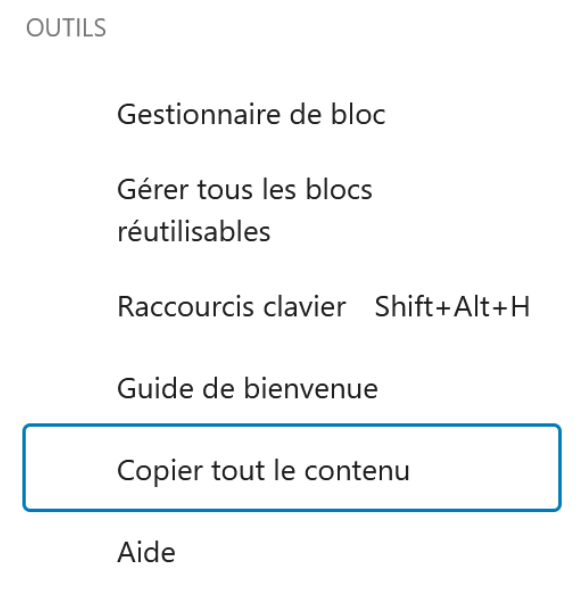 OUTILS
Gestionnaire de bloc
Gérer tous les blocs
réutilisables
Raccourcis clavier Shift+Alt+H
Guide de bienvenue
Copier tout le contenu
Aide